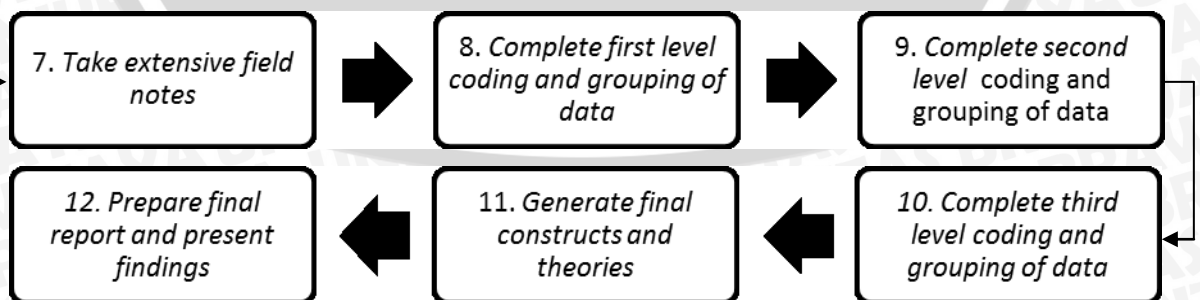 7. Take extensive field
notes
8. Complete first level
coding and grouping of
data
9. Complete second
level coding and
grouping of data
10. Complete third
level coding and
grouping of data
11. Generate final
constructs and
theories
12. Prepare final
report and present
findings